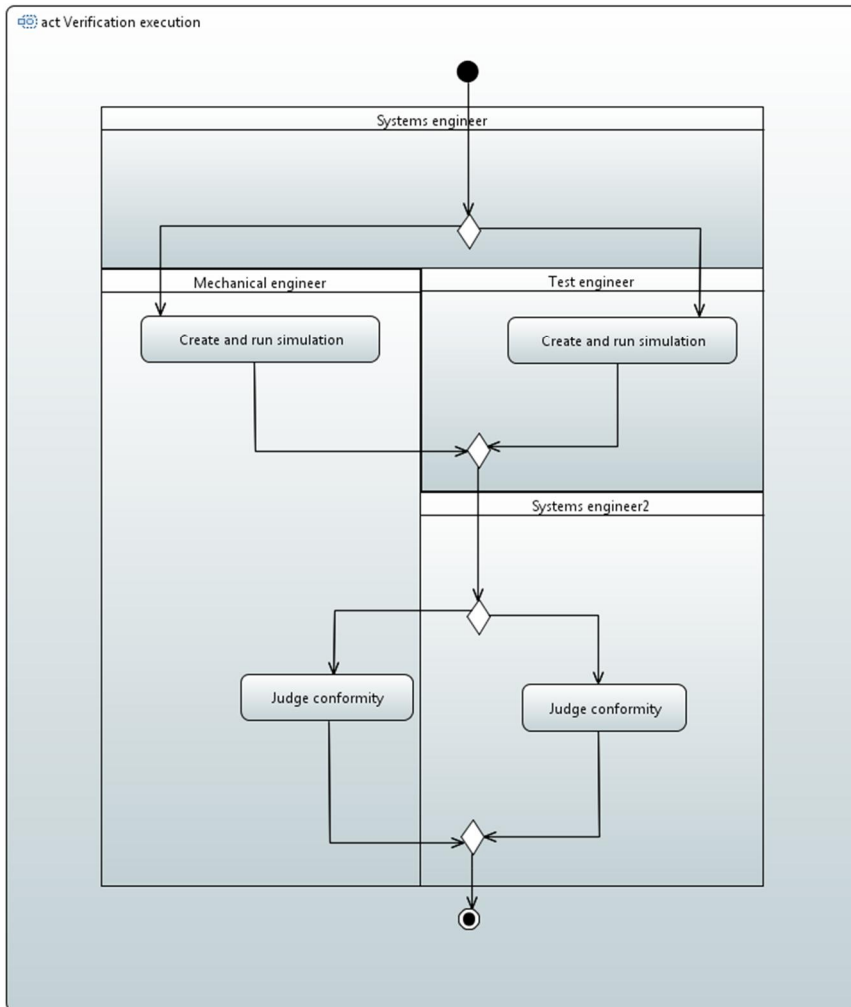 act Verification execution
Systems engineer
Mechanical engineer
Test engineer
Create and run simulation
Create and run simulation
Systems engineer2
Judge conformity
Judge conformity